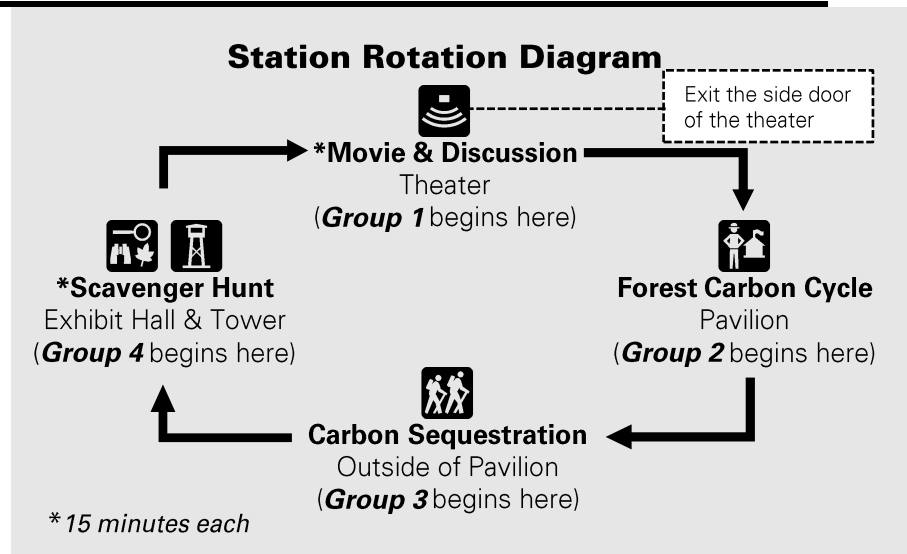 Station Rotation Diagram
Exit the side door
of the theater
*Movie & Discussion
Theater
(Group 1 begins here)
*Scavenger Hunt
Exhibit Hall & Tower
(Group 4 begins here)
Forest Carbon Cycle
Pavilion
(Group 2 begins here)
Carbon Sequestration
Outside of Pavilion
(Group 3 begins here)
*15 minutes each